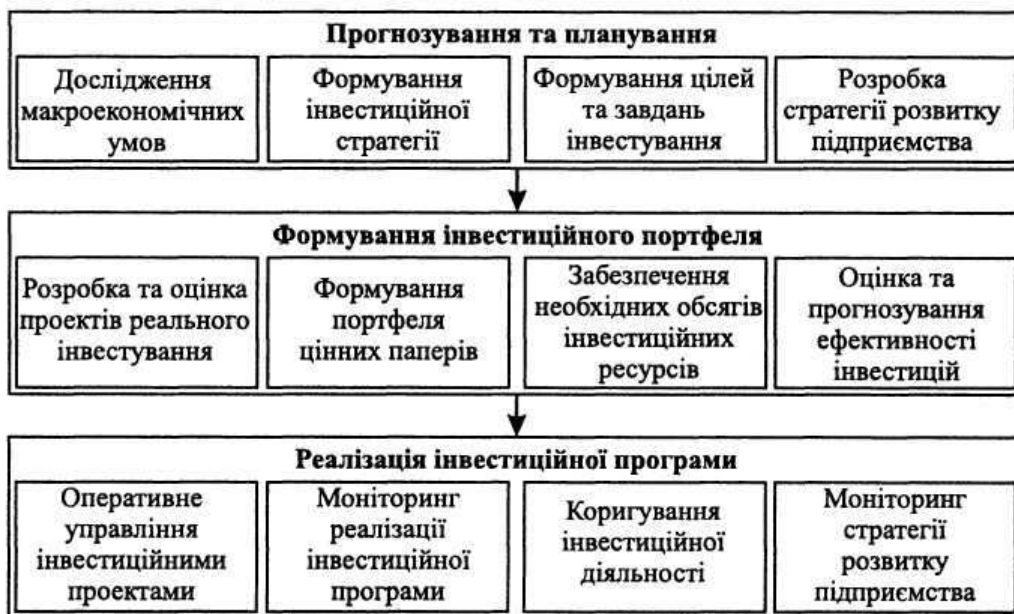 Прогнозування та планування
Дослідження
макроекономічних
умов
Формування
інвестиційної
стратегії
Формування цілей
та завдань
інвестування
Розробка
стратегії розвитку
підприємства
Формування інвестиційного портфеля
Розробка та оцінка
проектів реального
інвестування
Формування
портфеля
цінних паперів
Забезпечення
необхідних обсягів
інвестиційних
ресурсів
Оцінка та
прогнозування
ефективності
інвестицій
Реалізація інвестиційної програми
Оперативне
управління
інвестиційними
проектами
Моніторинг
реалізації
інвестиційної
програми
Коригування
інвестиційної
діяльності
Моніторинг
стратегії
розвитку
підприємства